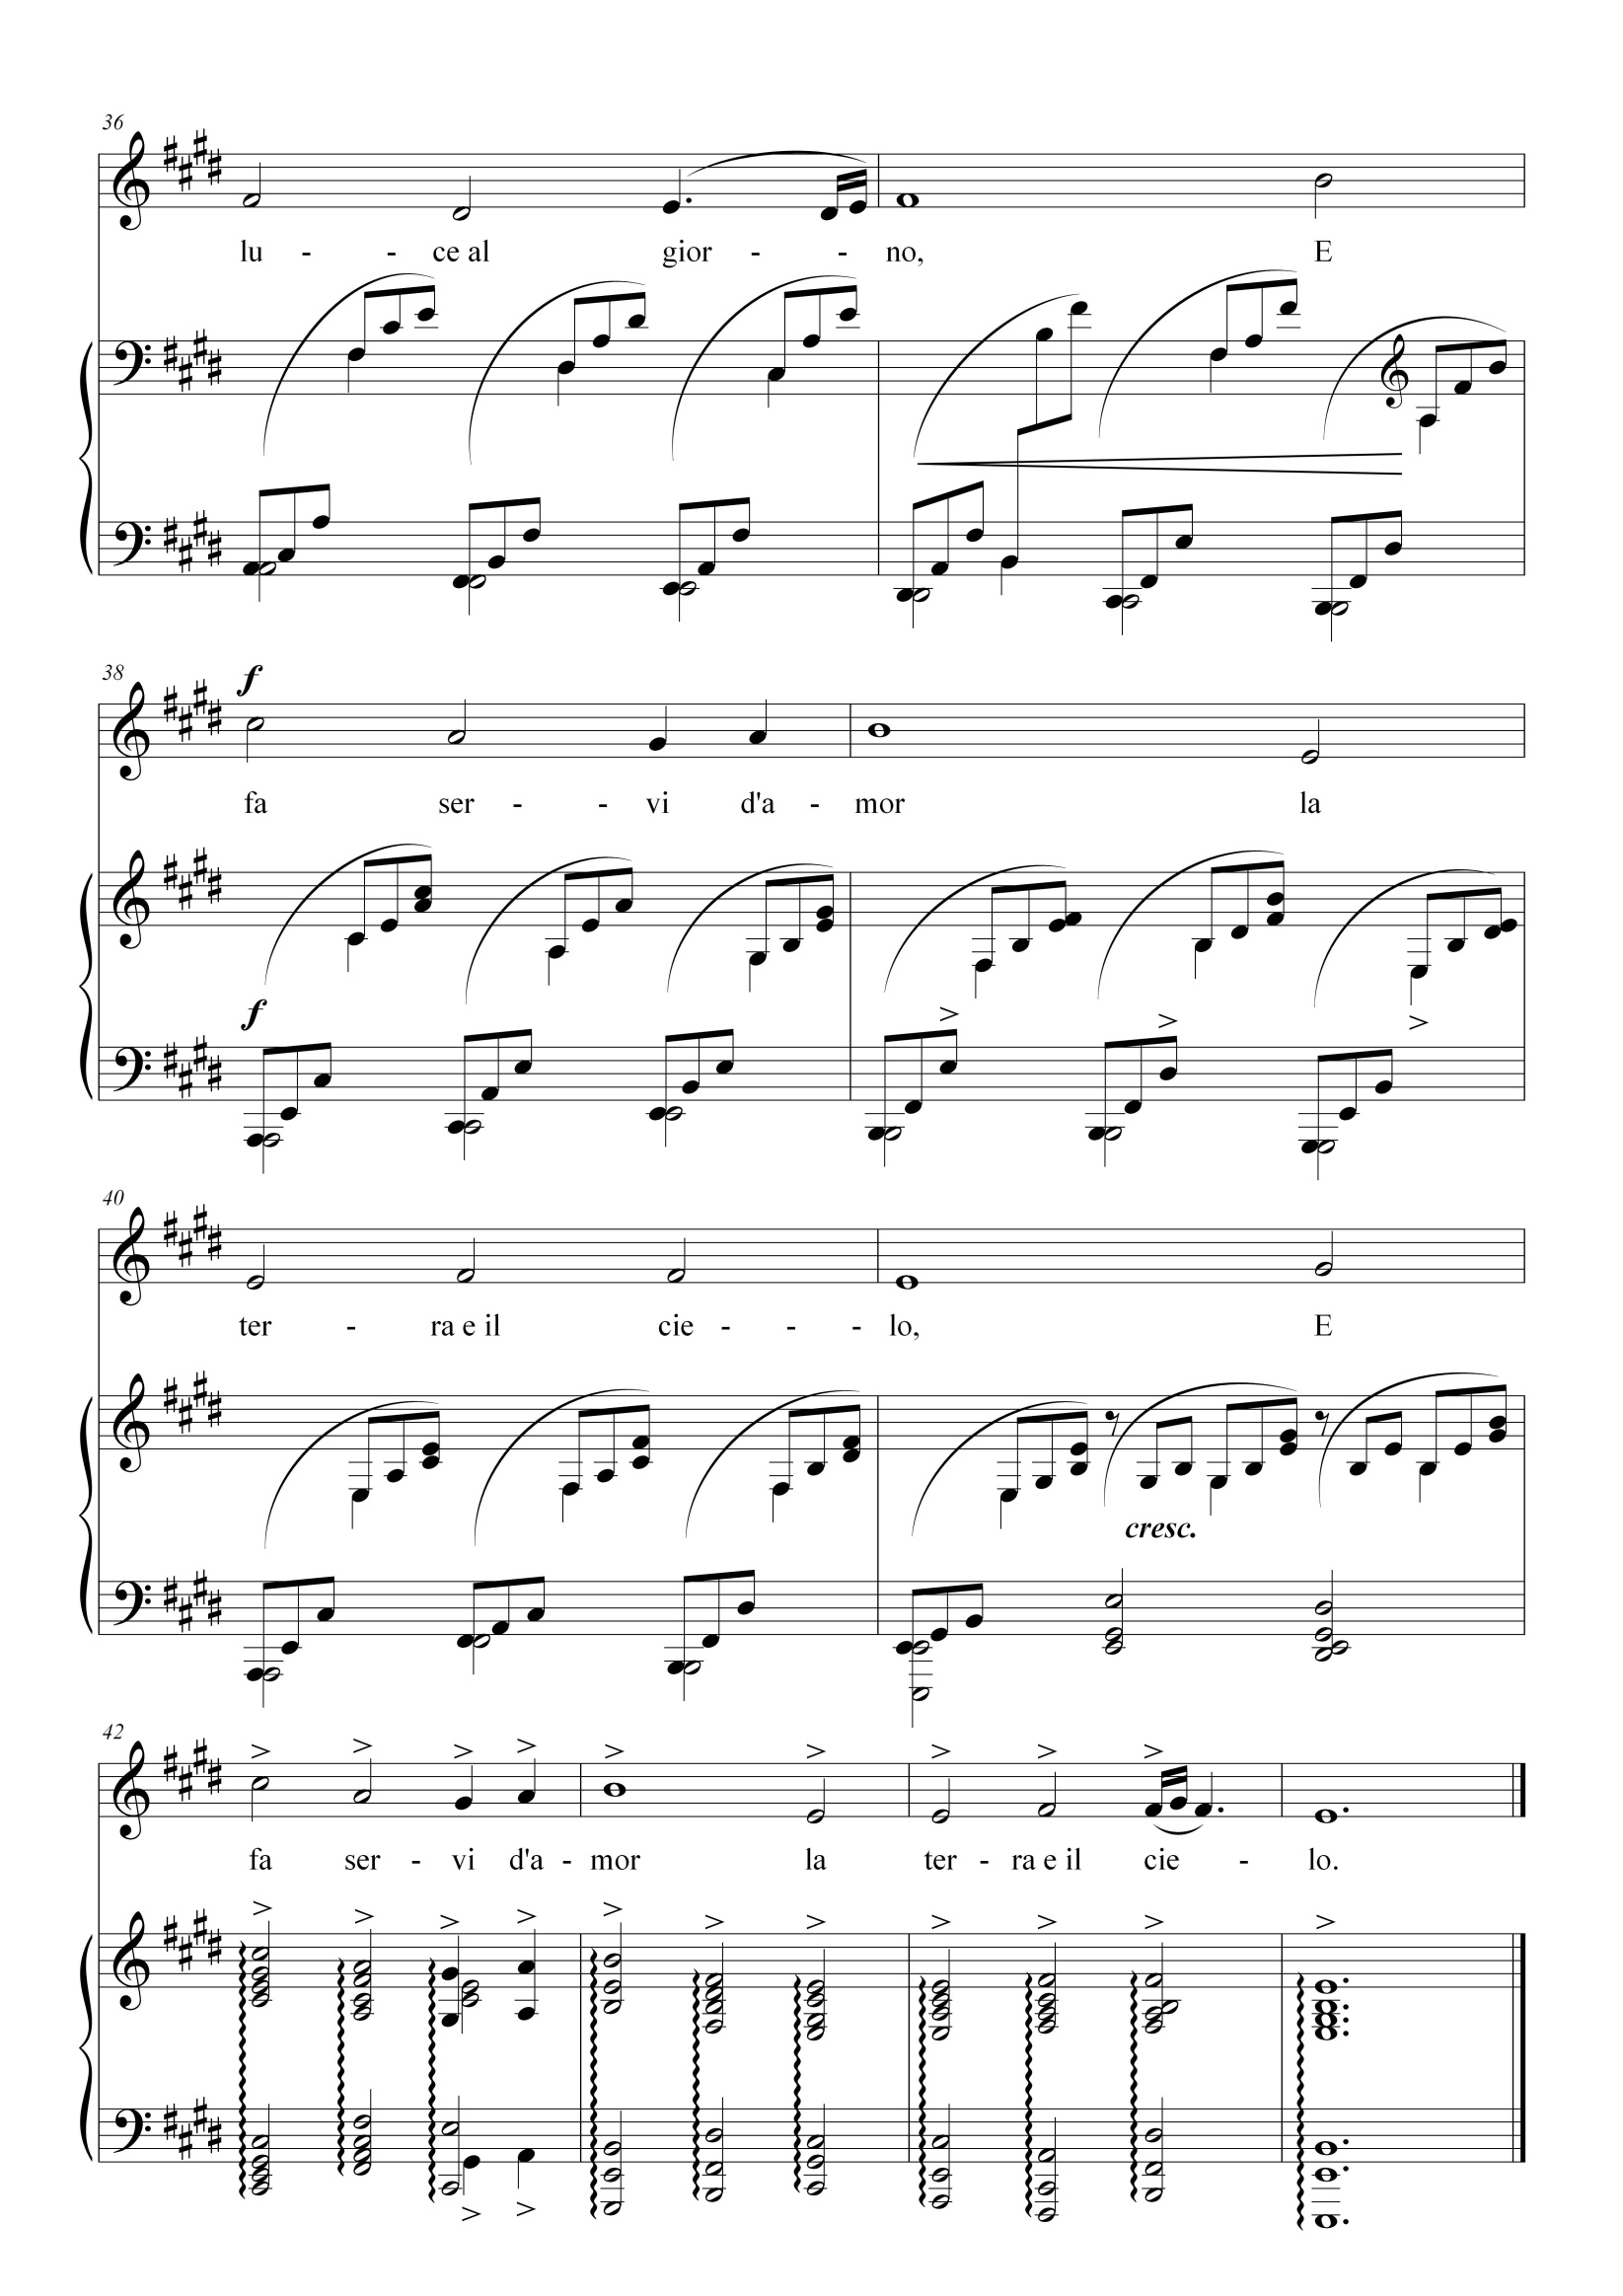 36
lu - - ce al gior - - no, E
38
f
fa ser - - vi d'a - mor la
f
40
ter - ra e il cie - - - lo, E
cresc.
42
fa ser - vi d'a - mor la ter - ra e il cie - - lo.